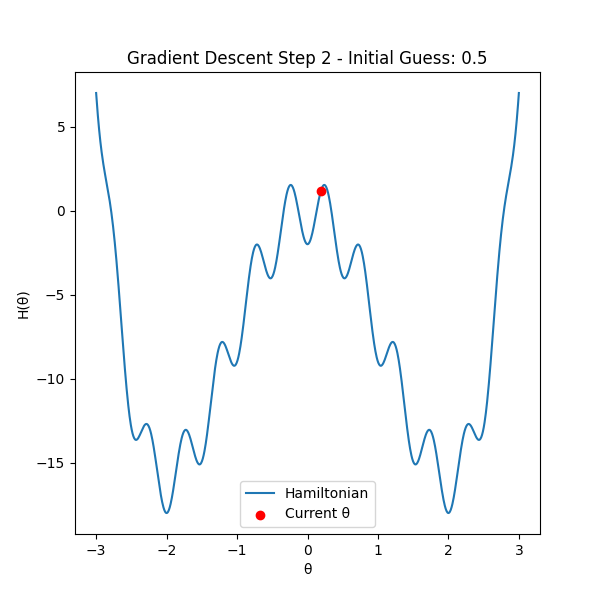 Gradient Descent Step 2 - Initial Guess: 0.5
5
0
−5
−10
−15
H(θ)
Hamiltonian
Current θ
−3 −2 −1 0 1 2 3
θ